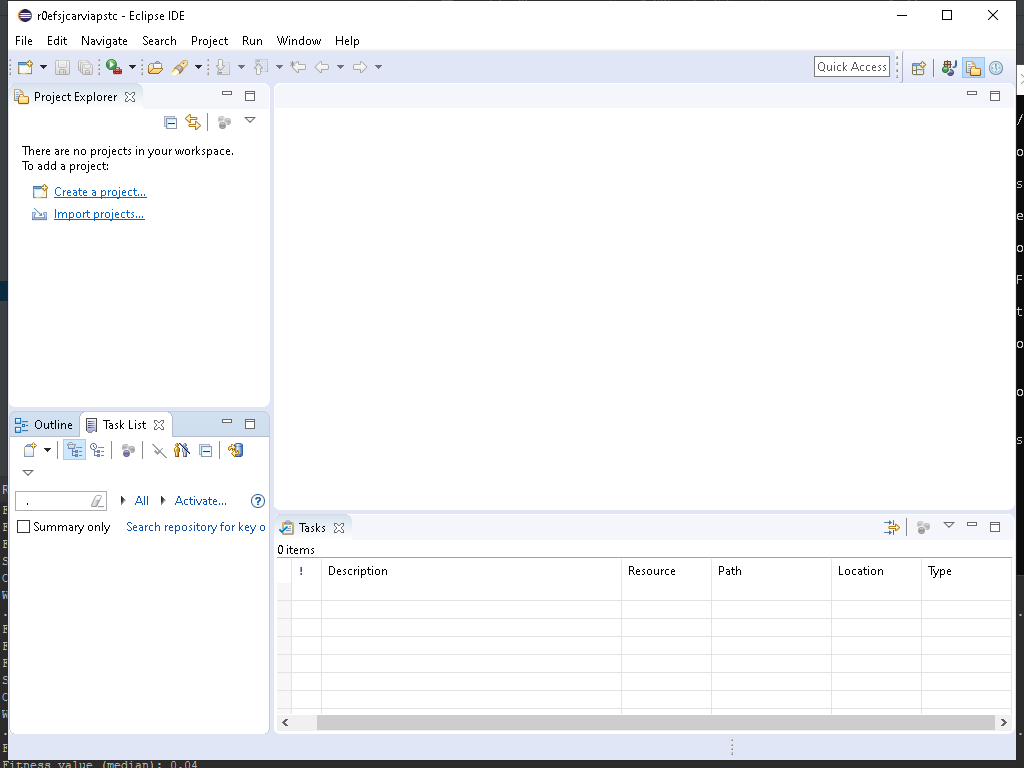 r0efsjcarviapstc - Eclipse IDE
File Edit Navigate Search Project Run Window Help
Quick Access
Project Explorer
There are no projects in your workspace.
To add a project:
Create a project...
Import projects...
Outline Task List
. All Activate...
Summary only Search repository for key o
Tasks
0 items
! Description Resource Path Location Type
Fitness value (median): 0.04